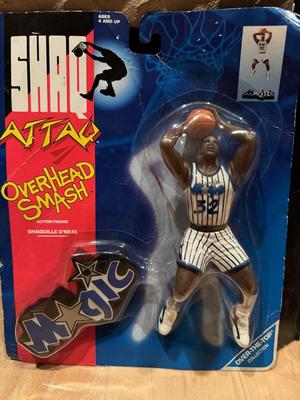 AGES
4 AND UP
SHAQ
ATTAQ
OVERHEAD
SMASH
ACTION FIGURE
SHAQUILLE O'NEAL
32
Magic
OVER-THE-TOP
COLLECTION